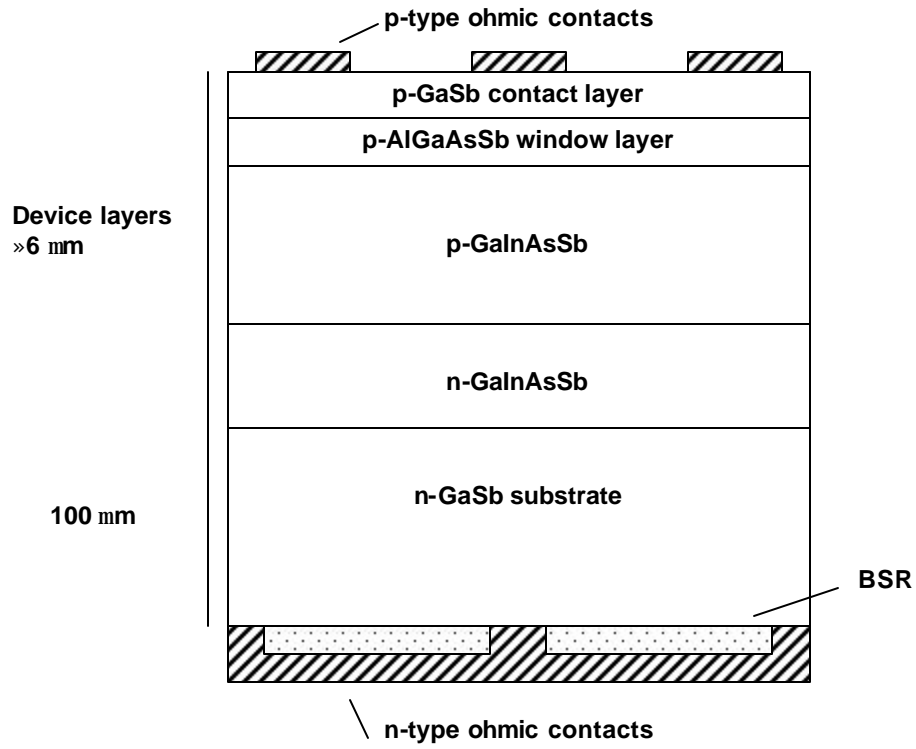 p-type ohmic contacts
p-GaSb contact layer
p-AlGaAsSb window layer
Device layers
»6 mm
p-GaInAsSb
n-GaInAsSb
n-GaSb substrate
100 mm
BSR
n-type ohmic contacts